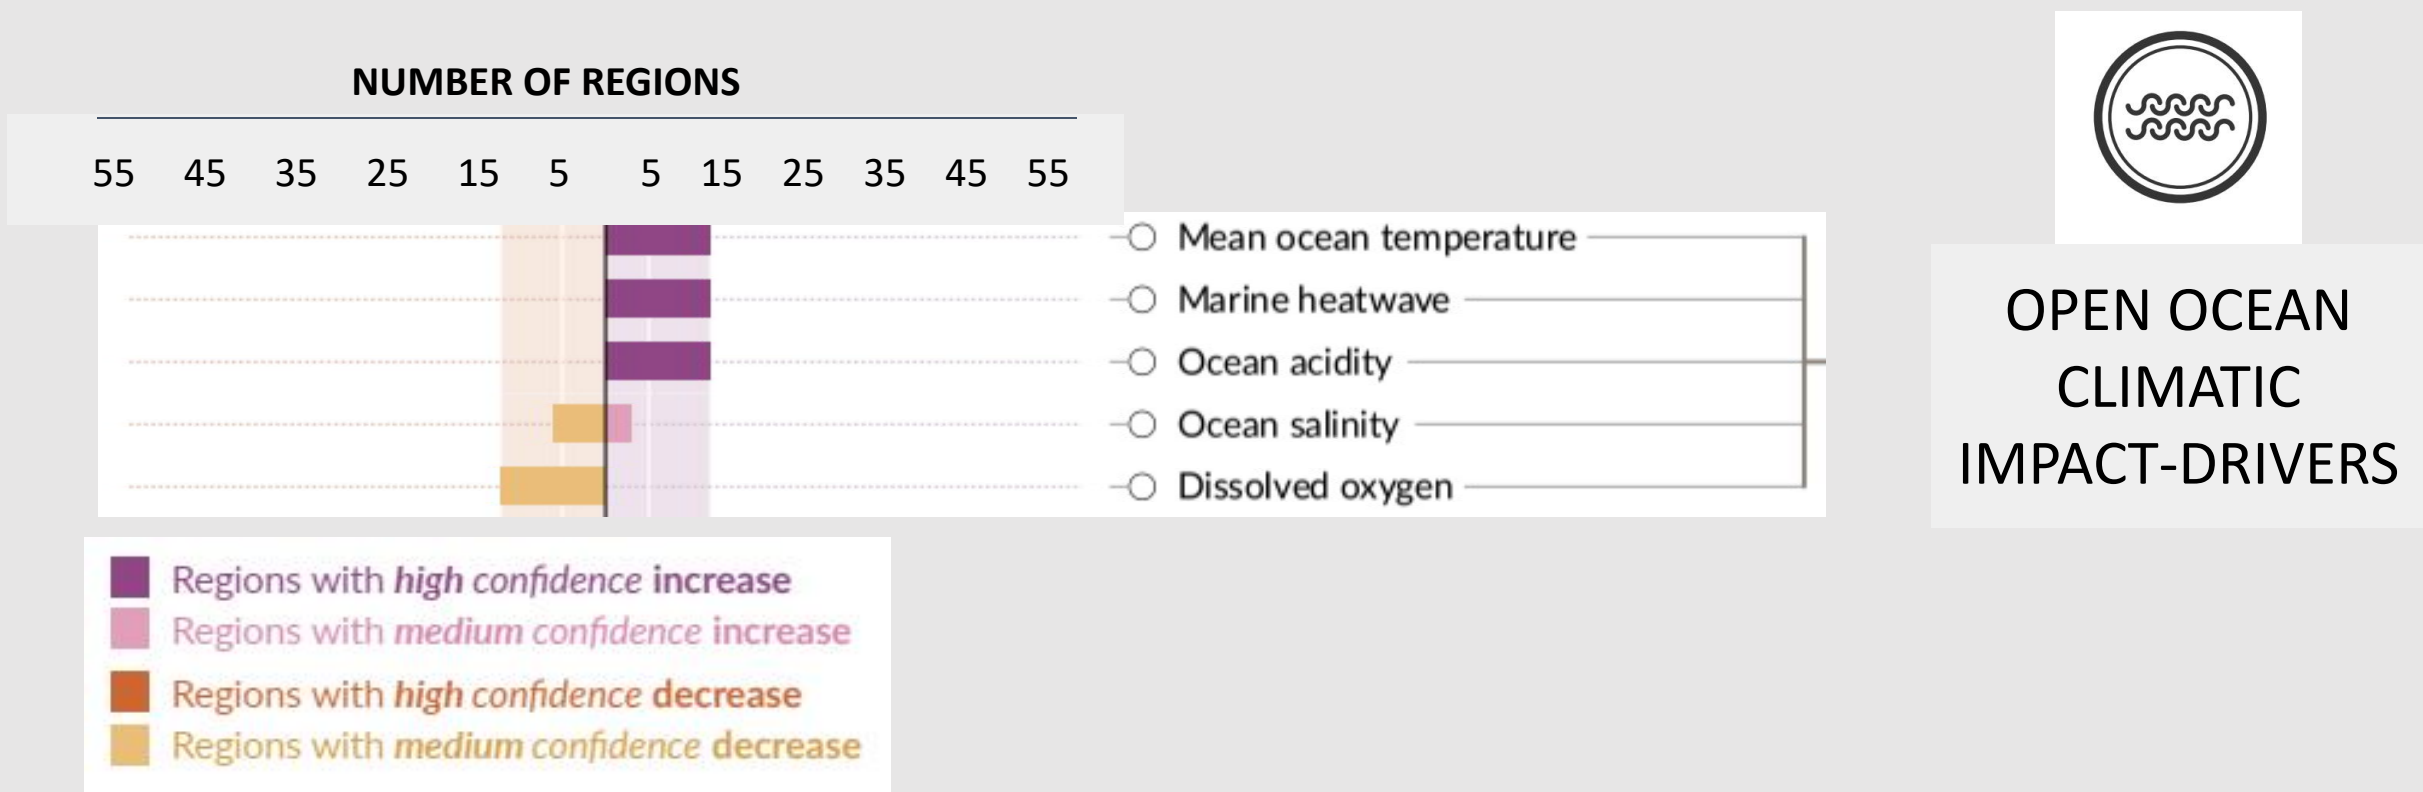 NUMBER OF REGIONS
55 45 35 25 15 5 5 15 25 35 45 55
Mean ocean temperature
Marine heatwave
Ocean acidity
Ocean salinity
Dissolved oxygen
OPEN OCEAN
CLIMATIC
IMPACT-DRIVERS
Regions with high confidence increase
Regions with medium confidence increase
Regions with high confidence decrease
Regions with medium confidence decrease